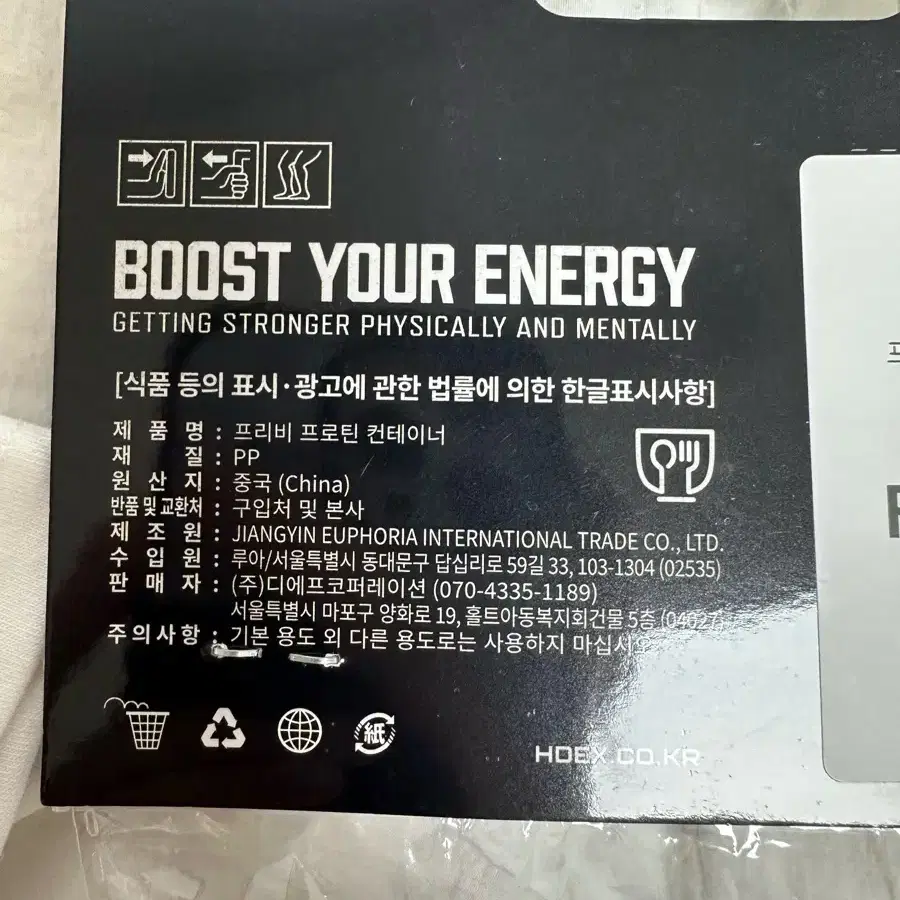 BOOST YOUR ENERGY
GETTING STRONGER PHYSICALLY AND MENTALLY
[식품 등의 표시·광고에 관한 법률에 의한 한글표시사항]
제 품 명 : 프리비 프로틴 컨테이너
재 질 : PP
원 산 지 : 중국 (China)
반품 및 교환처 : 구입처 및 본사
제 조 원 : JIANGYIN EUPHORIA INTERNATIONAL TRADE CO., LTD.
수 입 원 : 루아/서울특별시 동대문구 답십리로 59길 33, 103-1304 (02535)
판 매 자 : (주)디에프코퍼레이션 (070-4335-1189)
서울특별시 마포구 양화로 19, 홀트아동복지회건물 5층 (04027)
주의사항 : 기본 용도 외 다른 용도로는 사용하지 마십시오
紙
HDEX.CO.KR